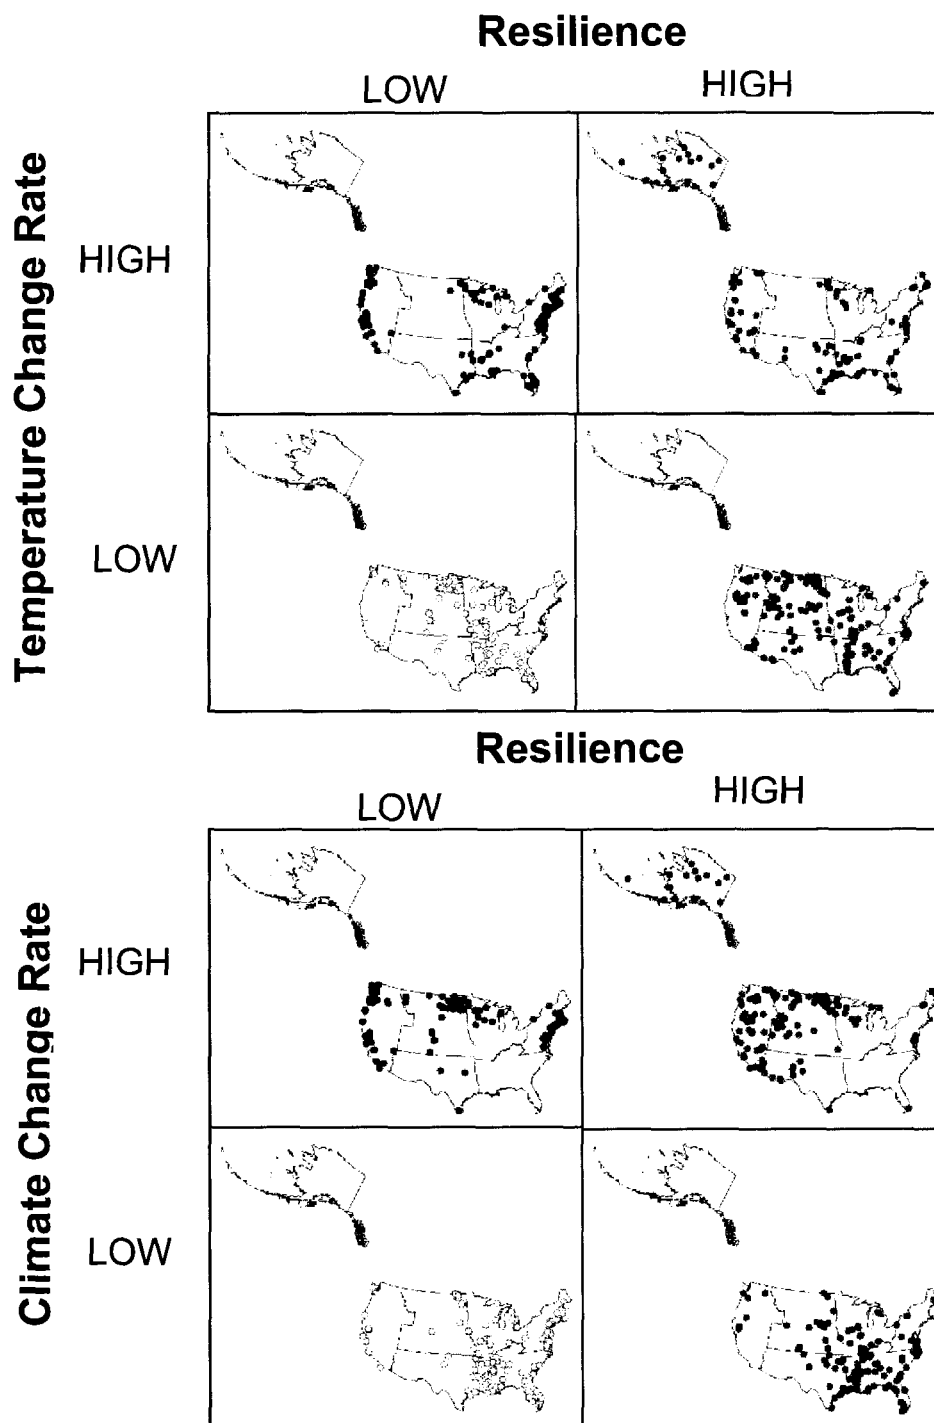 Resilience
LOW HIGH
Temperature Change Rate
HIGH
LOW
Resilience
LOW HIGH
Climate Change Rate
HIGH
LOW